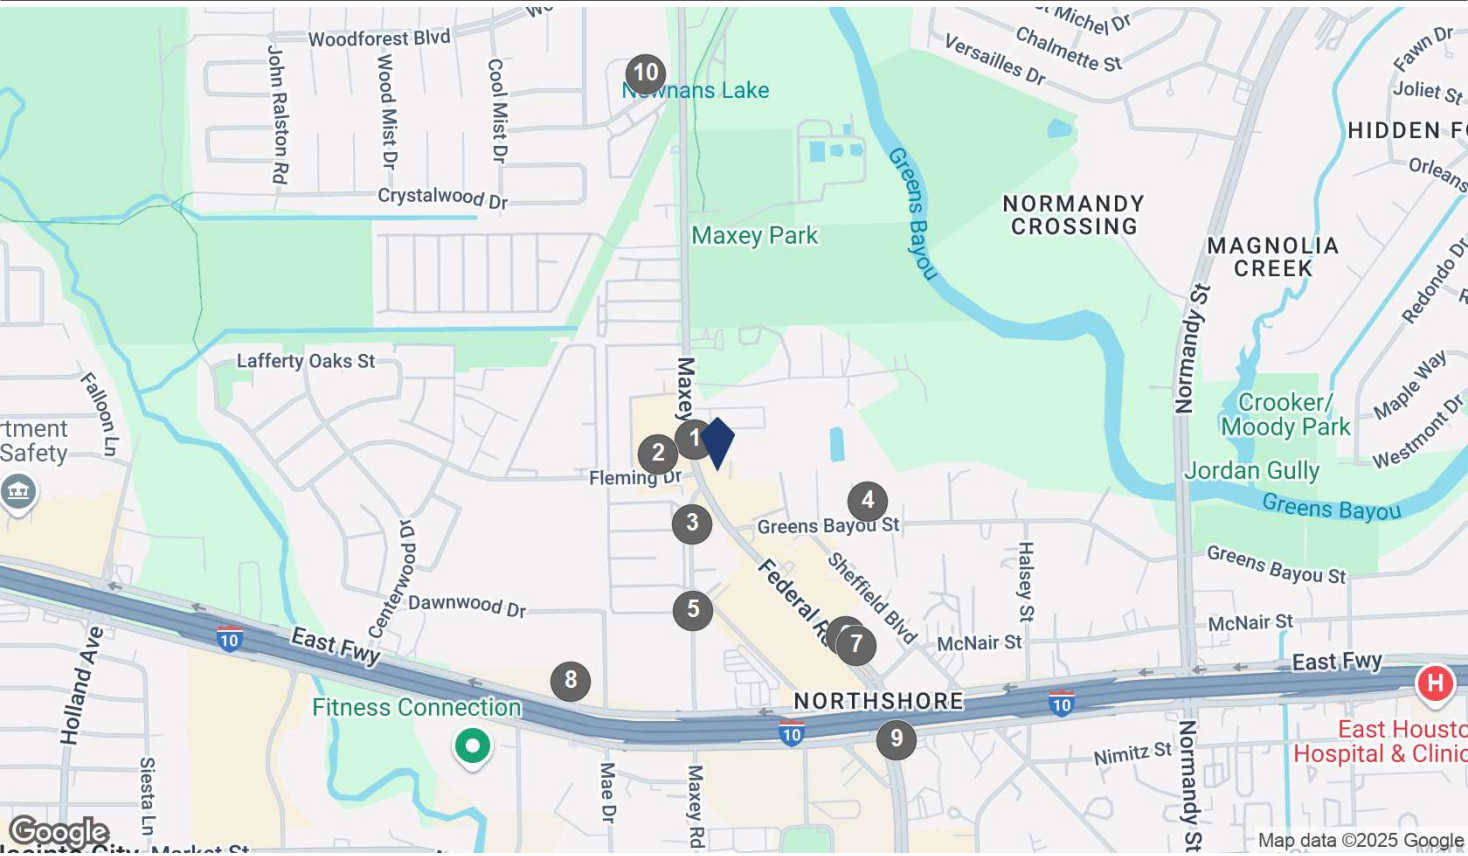 Woodforest Blvd
John Ralston Rd
Wood Mist Dr
Cool Mist Dr
Crystalwood Dr
10
Newnans Lake
Michel Dr
Chalmette St
Versailles Dr
Fawn Dr
Joliet St
HIDDEN
Orleans
Greens Bayou
NORMANDY
CROSSING
MAGNOLIA
CREEK
Redondo Dr
Maxey Park
Normandy St
Lafferty Oaks St
Falloon Ln
Maxey
Maple Way
Westmont Dr
Crooker/
Moody Park
Jordan Gully
Greens Bayou
rtment
Safety
1
2
Fleming Dr
3
4
Greens Bayou St
Centerwood Dr
Federal
Sheffield Blvd
Halsey St
Greens Bayou St
Dawnwood Dr
5
7
McNair St
McNair St
10
East Fwy
East Fwy
Holland Ave
8
NORTHSHORE
10
10
9
H
Fitness Connection
East Housto
Hospital & Clinic
Nimitz St
Siesta Ln
Mae Dr
Maxey Rd
Normandy St
Google
Jacinto City
Market St
Map data ©2025 Google